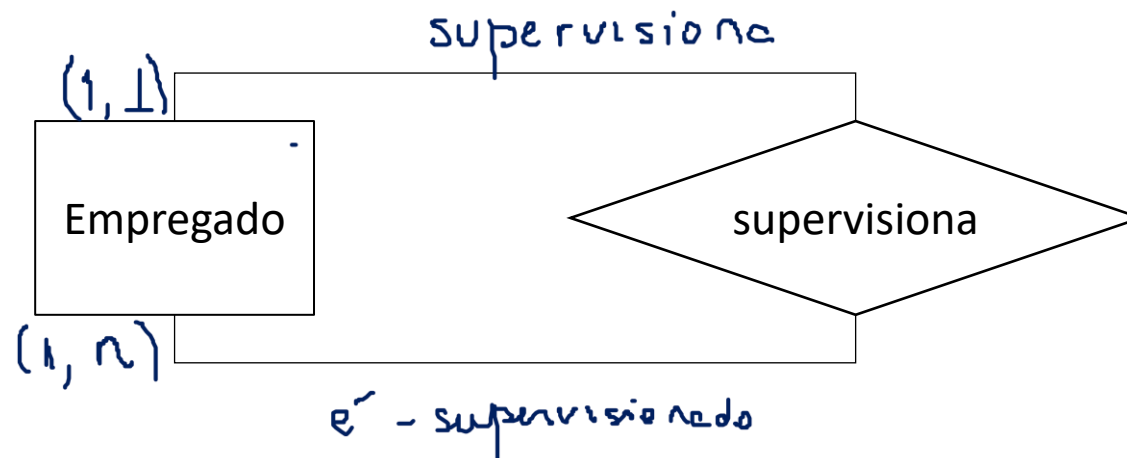 supervisiona
(1, 1)
Empregado
supervisiona
(1, n)
é - supervisionado